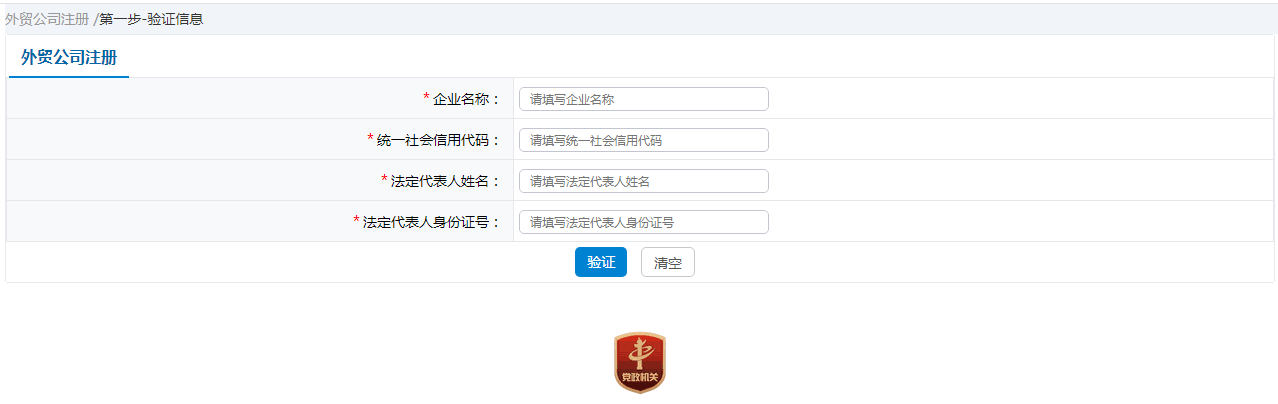 外贸公司注册 /第一步-验证信息
外贸公司注册
* 企业名称： 请填写企业名称
* 统一社会信用代码： 请填写统一社会信用代码
* 法定代表人姓名： 请填写法定代表人姓名
* 法定代表人身份证号： 请填写法定代表人身份证号
验证 清空
党政机关